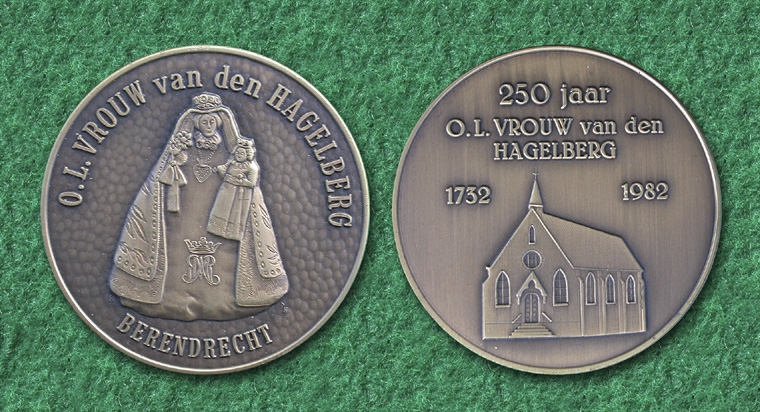 O. L. VROUW van den HAGELBERG
BERENDRECHT
250 jaar
O. L. VROUW van den
HAGELBERG
1732 1982